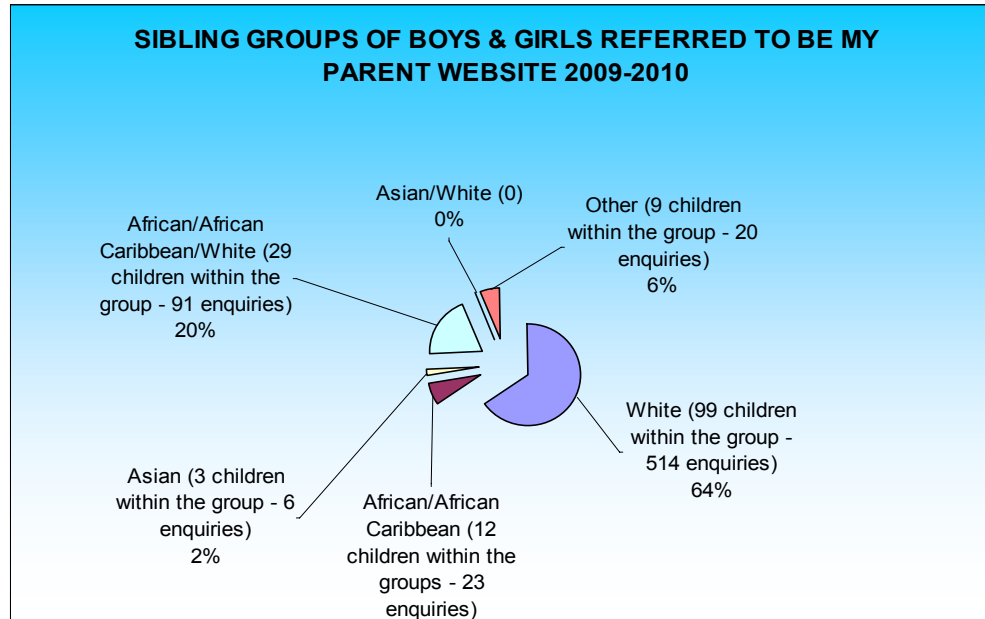 SIBLING GROUPS OF BOYS & GIRLS REFERRED TO BE MY
PARENT WEBSITE 2009-2010
Asian/White (0)
0%
Other (9 children
within the group - 20
enquiries)
6%
African/African
Caribbean/White (29
children within the
group - 91 enquiries)
20%
White (99 children
within the group -
514 enquiries)
64%
Asian (3 children
within the group - 6
enquiries)
2%
African/African
Caribbean (12
children within the
groups - 23
enquiries)